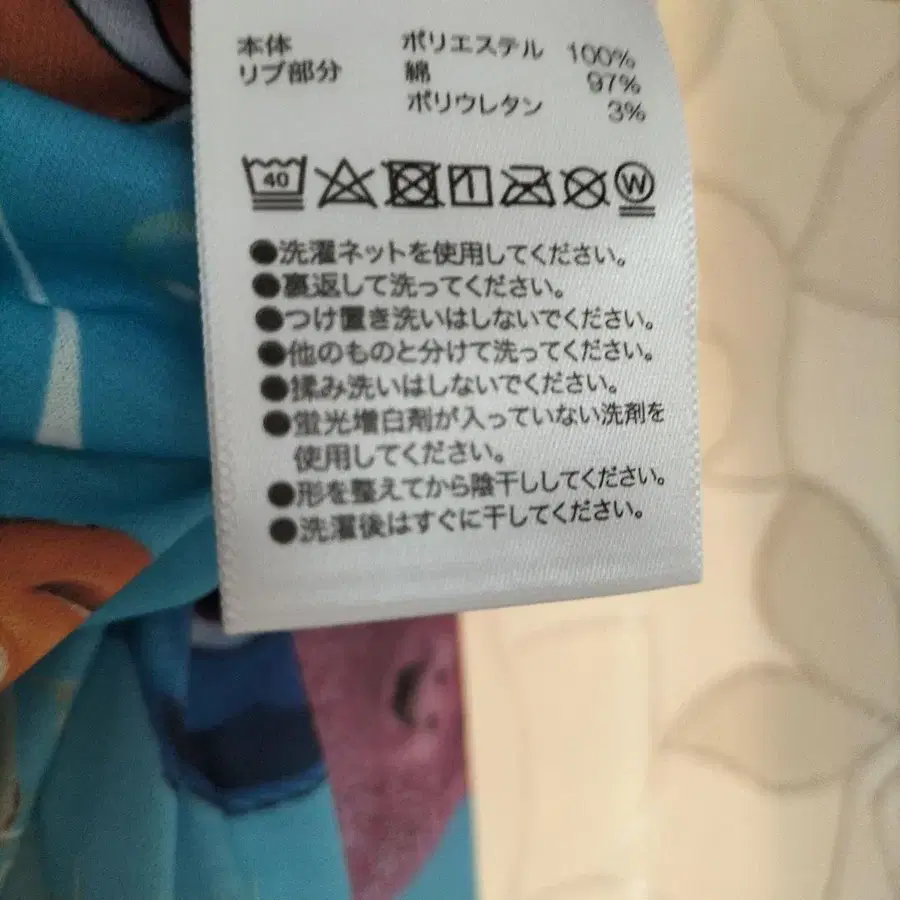 本体 ポリエステル 100%
リブ部分 綿 97%
ポリウレタン 3%
40 W
●洗濯ネットを使用してください。
●裏返して洗ってください。
●つけ置き洗いはしないでください。
●他のものと分けて洗ってください。
●揉み洗いはしないでください。
●蛍光増白剤が入っていない洗剤を
使用してください。
●形を整えてから陰干ししてください。
●洗濯後はすぐに干してください。